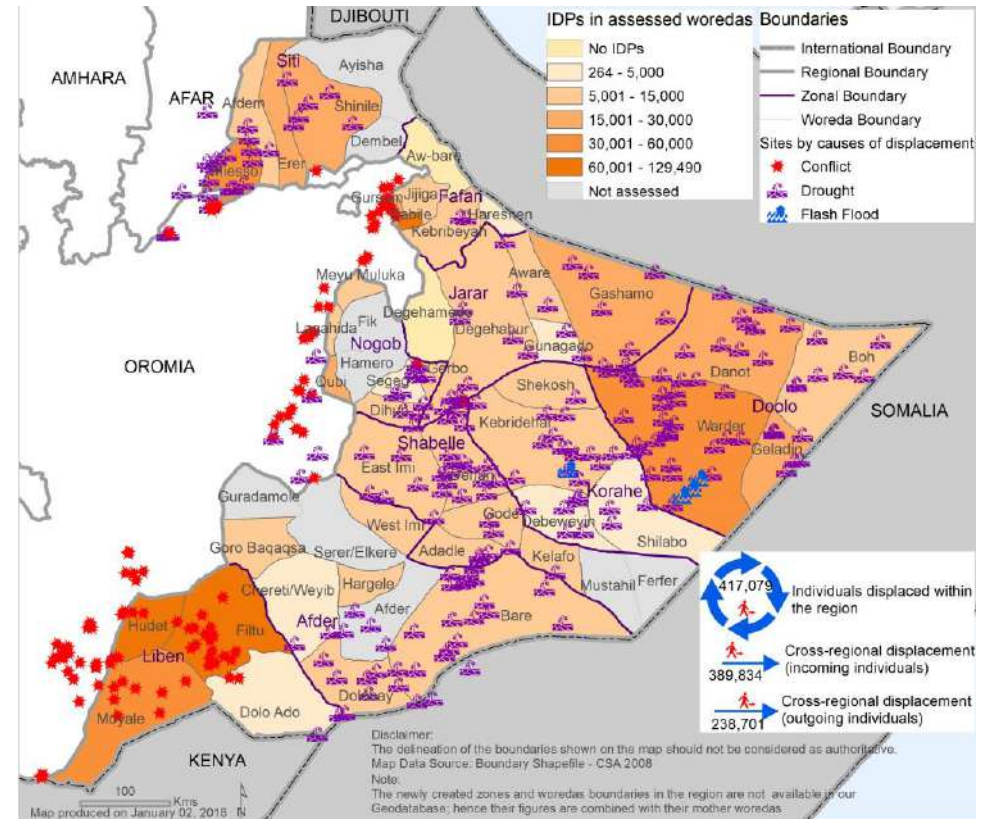 DJIBOUTI
AMHARA
AFAR
Siti
Ayisha
Afdem
Shinile
Dembel
Erer
Aw-bare
Jijiga
Fafan
Hareshen
Kebribeyah
Meyu Muluka
Aware
Jarar
Gashamo
Degehamedo
Degehabur
Gunagado
Lagahida
Fik
Nogob
Hamero
OROMIA
Qubi
Segeg
Gerbo
Danot
Boh
Shekosh
Doolo
SOMALIA
Dihun
Kebridehar
Warder
Shabelle
Geladin
East Imi
Korahe
Guradamole
Gode
Debeweyin
West Imi
Shilabo
Goro Baqaqsa
Serer/Elkere
Adadle
Kelafo
Mustahil
Ferfer
Chereti/Weyib
Hargele
Afder
Afder
Bare
Hudet
Filtu
Liben
Moyale
Dolo Ado
KENYA
IDPs in assessed woredas
No IDPs
264 - 5,000
5,001 - 15,000
15,001 - 30,000
30,001 - 60,000
60,001 - 129,490
Not assessed
Boundaries
International Boundary
Regional Boundary
Zonal Boundary
Woreda Boundary
Sites by causes of displacement
Conflict
Drought
Flash Flood
417,079
Individuals displaced within
the region
389,834
Cross-regional displacement
(incoming individuals)
238,701
Cross-regional displacement
(outgoing individuals)
Disclaimer:
The delineation of the boundaries shown on the map should not be considered as authoritative.
Map Data Source: Boundary Shapefile - CSA 2008
Note:
The newly created zones and woredas boundaries in the region are not available in our
Geodatabase; hence their figures are combined with their mother woredas
100
Kms
N
Map produced on January 02, 2018